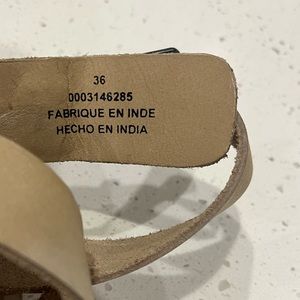 36
0003146285
FABRIQUE EN INDE
HECHO EN INDIA